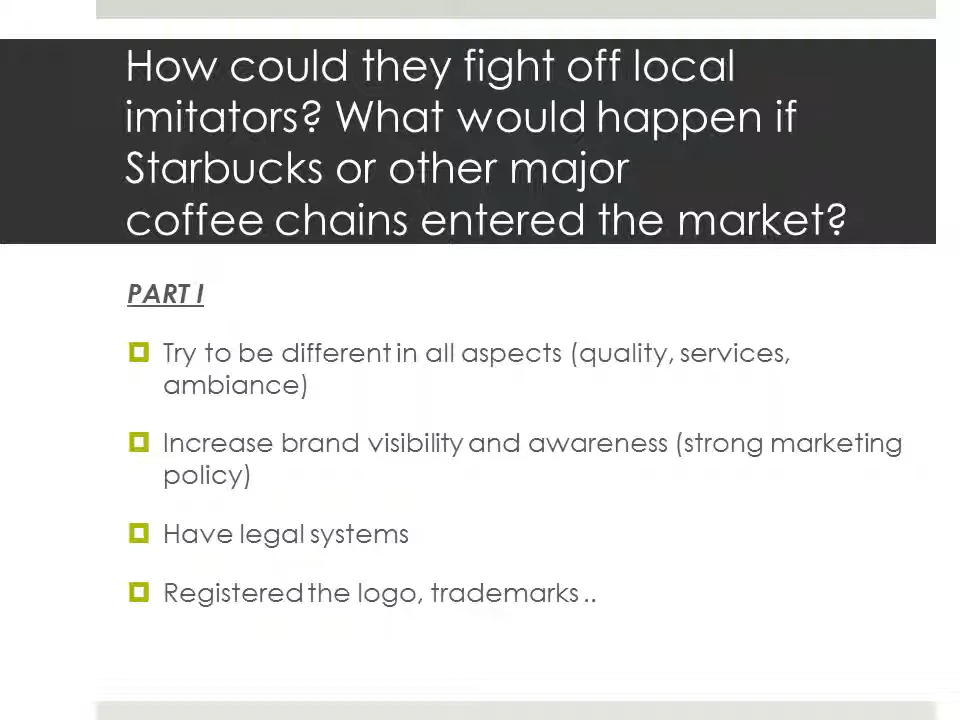 How could they fight off local
imitators? What would happen if
Starbucks or other major
coffee chains entered the market?
PART I
Try to be different in all aspects (quality, services,
ambiance)
Increase brand visibility and awareness (strong marketing
policy)
Have legal systems
Registered the logo, trademarks ..